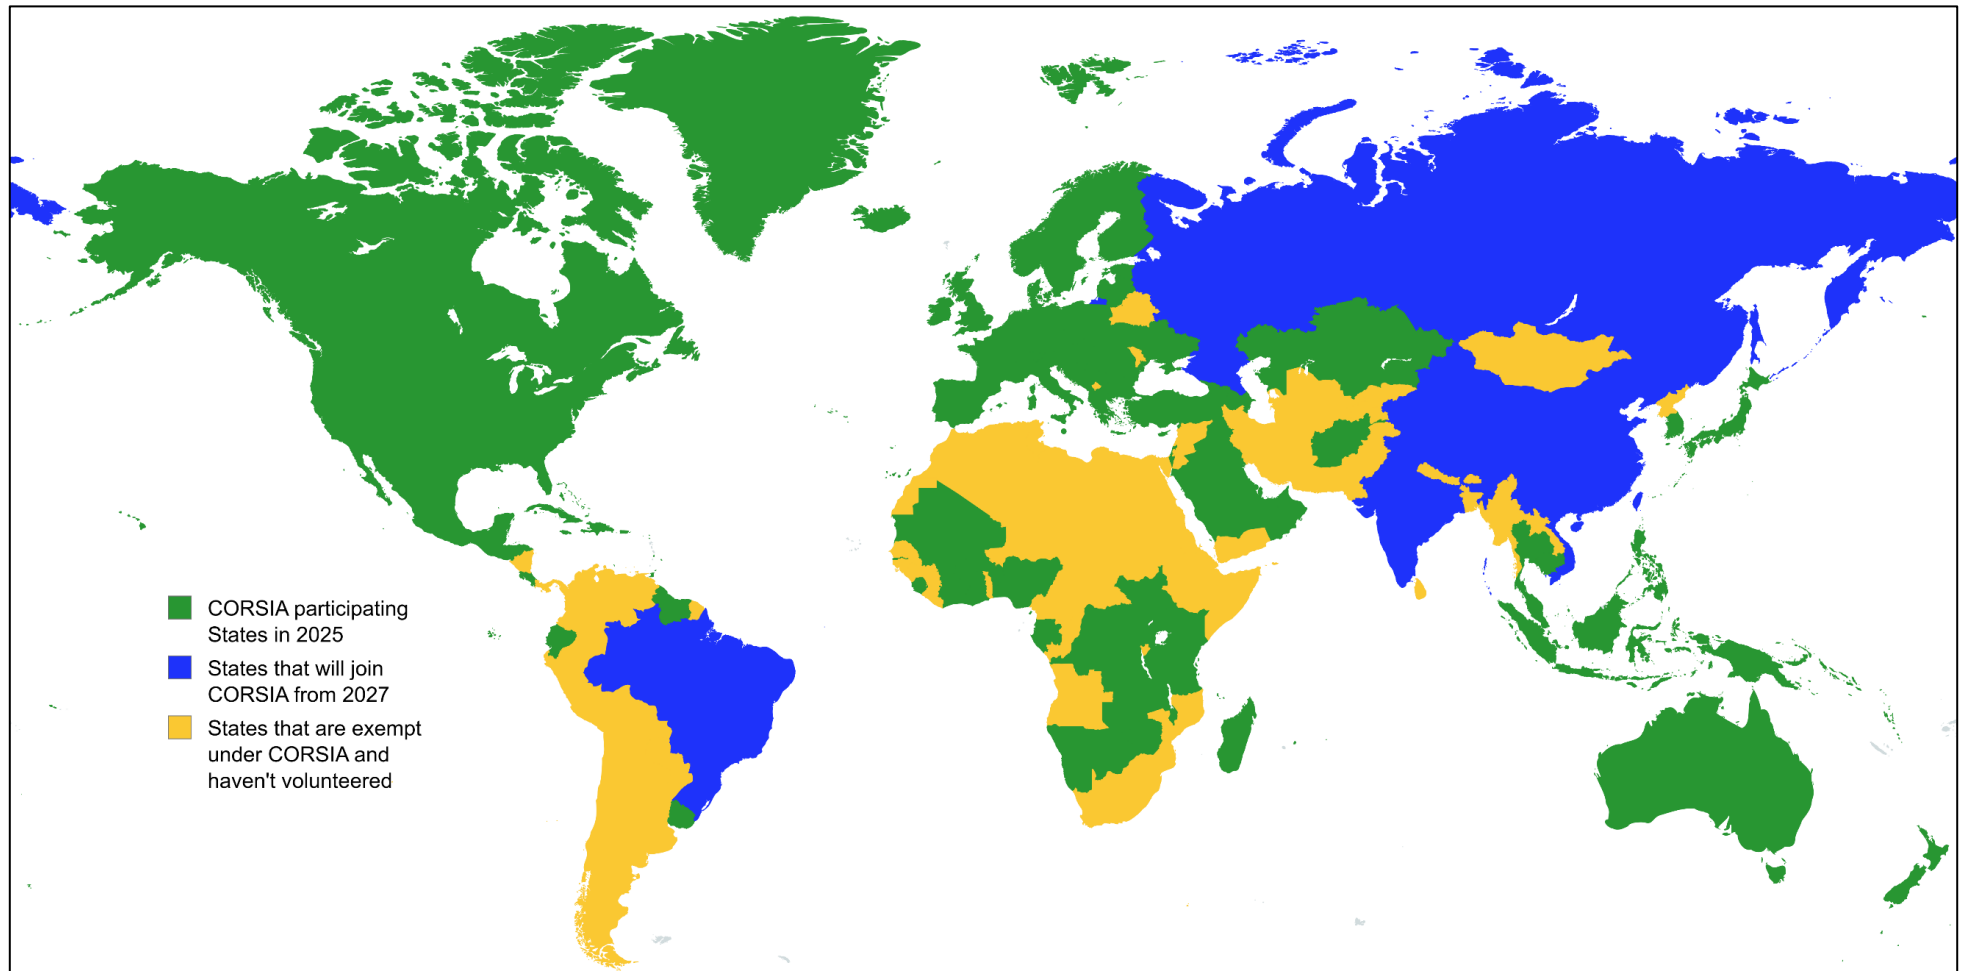 CORSIA participating
States in 2025
States that will join
CORSIA from 2027
States that are exempt
under CORSIA and
haven't volunteered